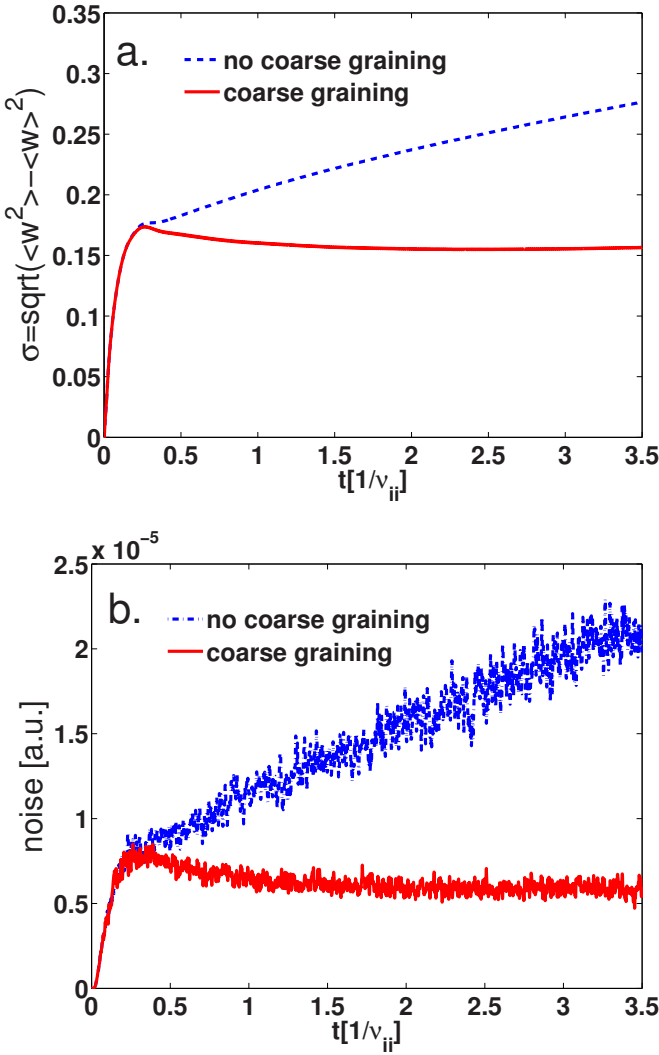 a.
no coarse graining
coarse graining
0.35
0.3
0.25
0.2
0.15
0.1
0.05
0
σ=sqrt(<w²>−<w>²)
0 0.5 1 1.5 2 2.5 3 3.5
t[1/νii]
x 10⁻⁵
b.
no coarse graining
coarse graining
2.5
2
1.5
1
0.5
0
noise [a.u.]
0 0.5 1 1.5 2 2.5 3 3.5
t[1/νii]